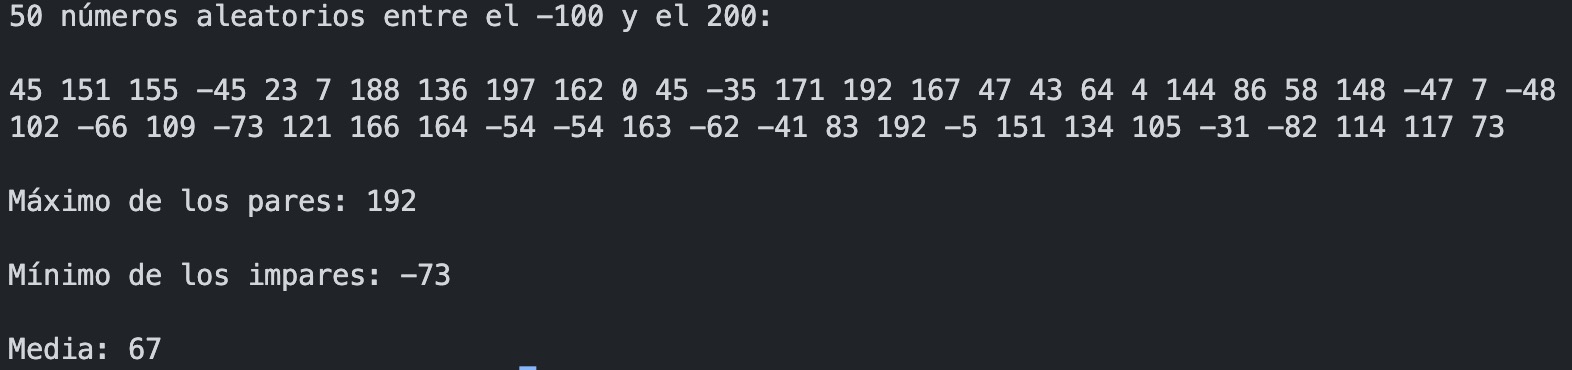 50 números aleatorios entre el -100 y el 200:
45 151 155 -45 23 7 188 136 197 162 0 45 -35 171 192 167 47 43 64 4 144 86 58 148 -47 7 -48
102 -66 109 -73 121 166 164 -54 -54 163 -62 -41 83 192 -5 151 134 105 -31 -82 114 117 73
Máximo de los pares: 192
Mínimo de los impares: -73
Media: 67